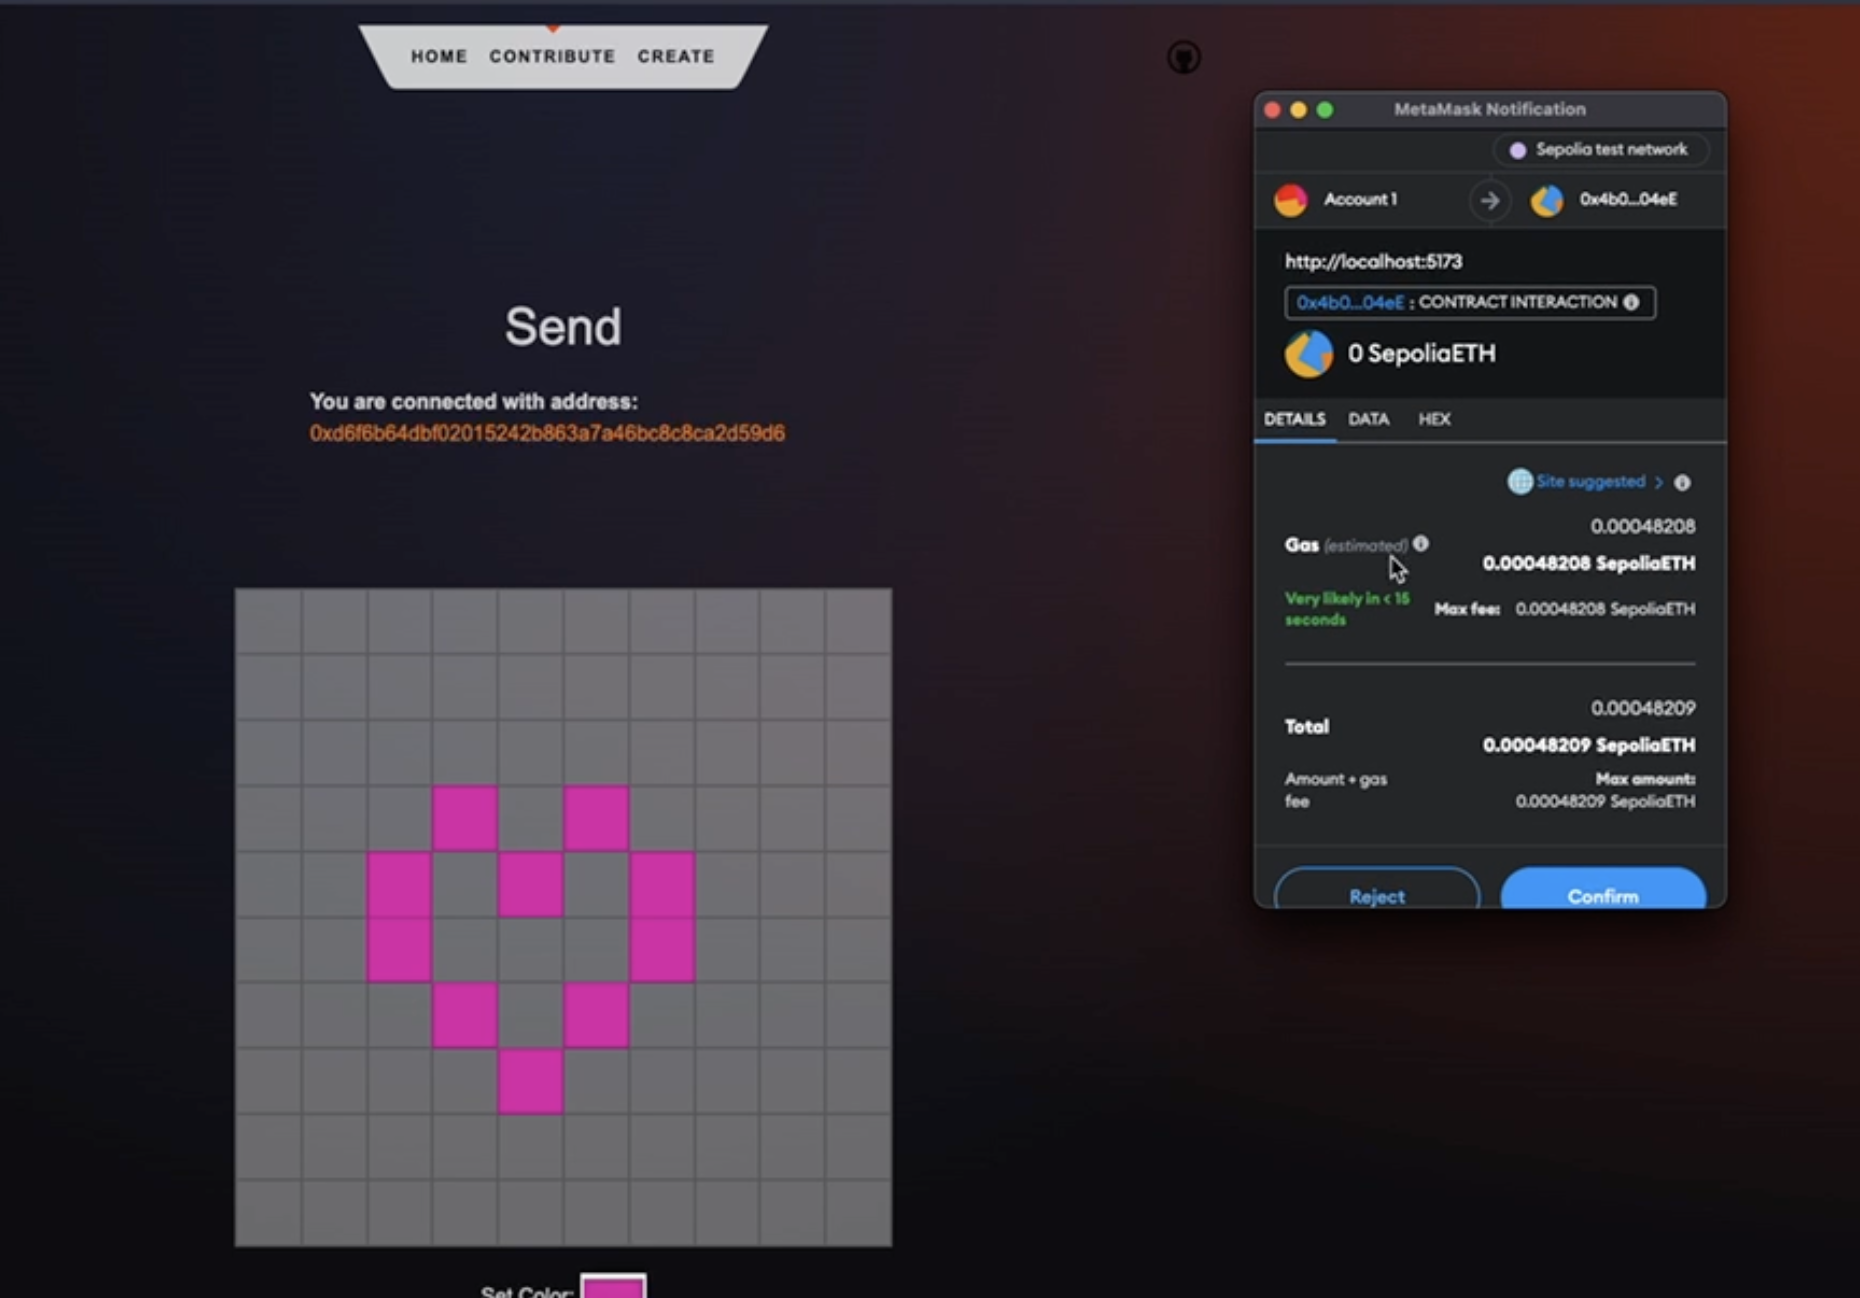 HOME CONTRIBUTE CREATE
Send
You are connected with address:
0xd6f6b64dbf02015242b863a7a46bc8c8ca2d59d6
Set Color:
MetaMask Notification
Sepolia test network
Account 1
0x4b0...04eE
http://localhost:5173
0x4b0...04eE : CONTRACT INTERACTION
0 SepoliaETH
DETAILS DATA HEX
Site suggested >
0.00048208
Gas (estimated)
0.00048208 SepoliaETH
Very likely in < 15
seconds
Max fee: 0.00048208 SepoliaETH
0.00048209
Total
0.00048209 SepoliaETH
Amount + gas
fee
Max amount:
0.00048209 SepoliaETH
Reject
Confirm